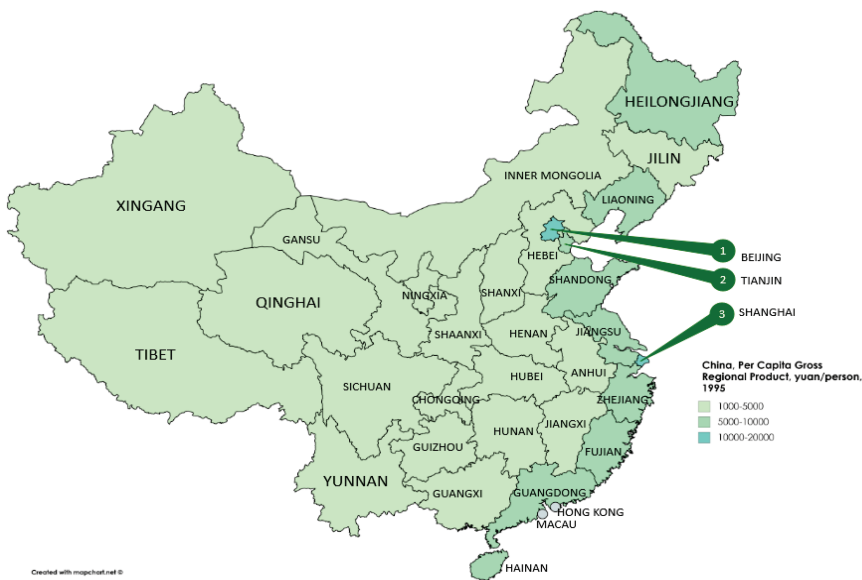 HEILONGJIANG
JILIN
INNER MONGOLIA
LIAONING
XINGANG
GANSU
1
BEIJING
HEBEI
2
TIANJIN
SHANDONG
NINGXIA
SHANXI
QINGHAI
3
SHANGHAI
SHAANXI
HENAN
JIANGSU
TIBET
China, Per Capita Gross
Regional Product, yuan/person,
1995
1000-5000
5000-10000
10000-20000
SICHUAN
HUBEI
ANHUI
CHONGQING
ZHEJIANG
HUNAN
JIANGXI
GUIZHOU
FUJIAN
YUNNAN
GUANGXI
GUANGDONG
HONG KONG
MACAU
HAINAN
Created with mapchart.net ©